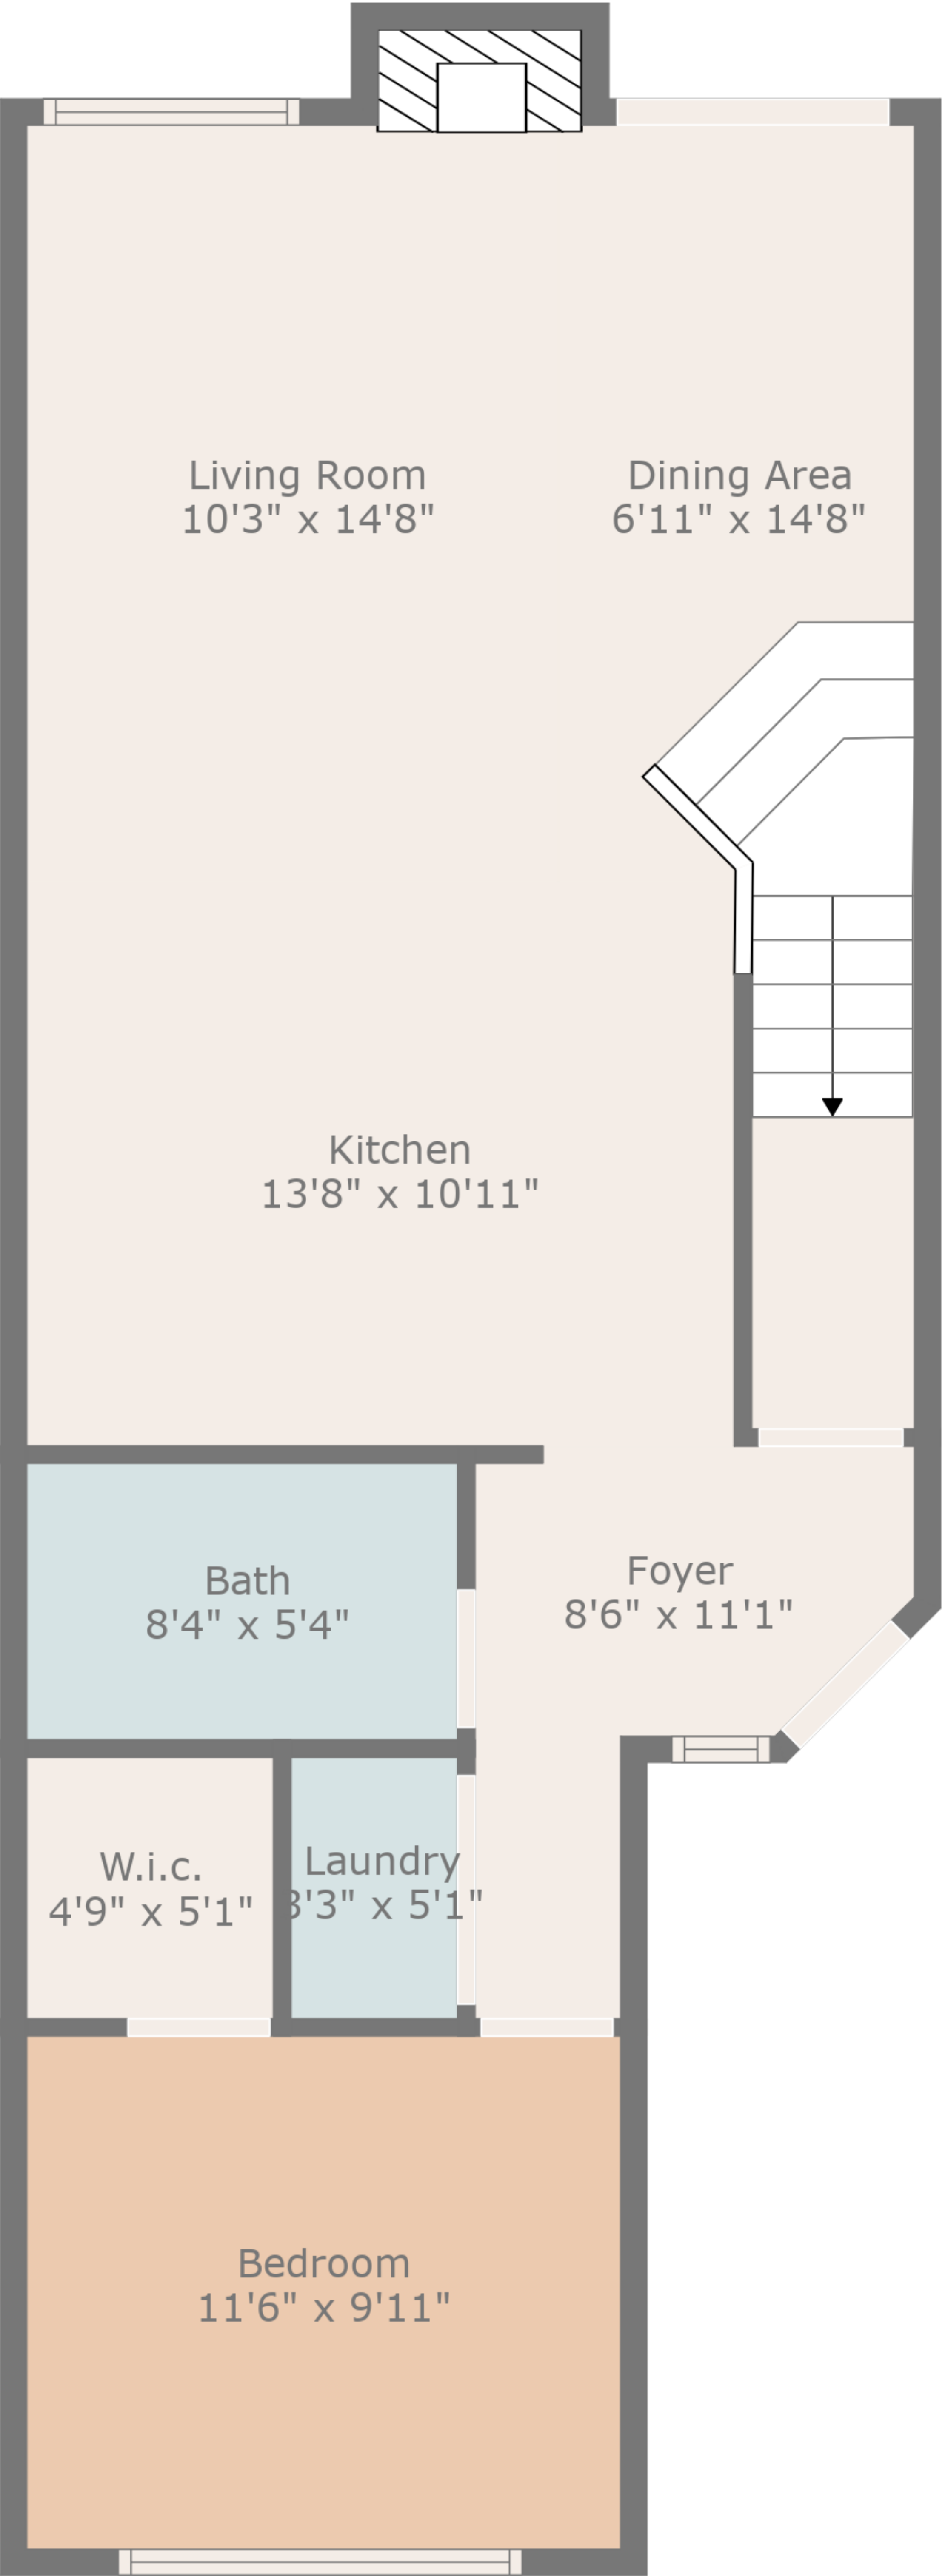 Living Room
10'3" x 14'8"
Dining Area
6'11" x 14'8"
Kitchen
13'8" x 10'11"
Bath
8'4" x 5'4"
Foyer
8'6" x 11'1"
W.i.c.
4'9" x 5'1"
Laundry
3'3" x 5'1"
Bedroom
11'6" x 9'11"